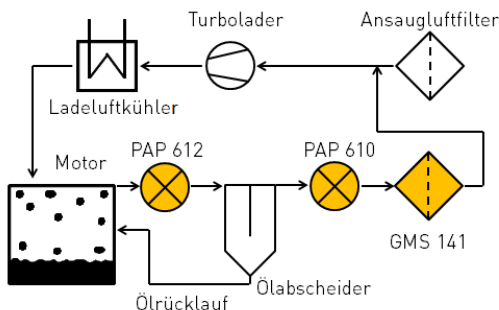 Turbolader
Ansaugluftfilter
Ladeluftkühler
Motor
PAP 612
PAP 610
GMS 141
Ölabscheider
Ölrücklauf